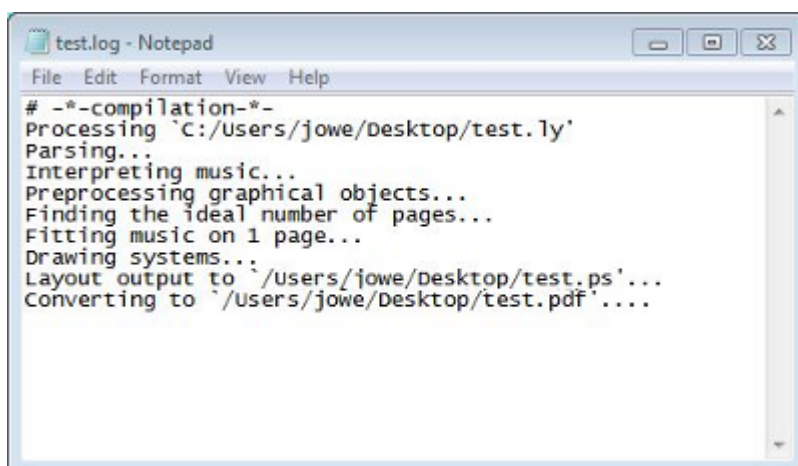 test.log - Notepad
File Edit Format View Help
# -*-compilation-*-
Processing `C:/Users/jowe/Desktop/test.ly'
Parsing...
Interpreting music...
Preprocessing graphical objects...
Finding the ideal number of pages...
Fitting music on 1 page...
Drawing systems...
Layout output to `/Users/jowe/Desktop/test.ps'...
Converting to `/Users/jowe/Desktop/test.pdf'....